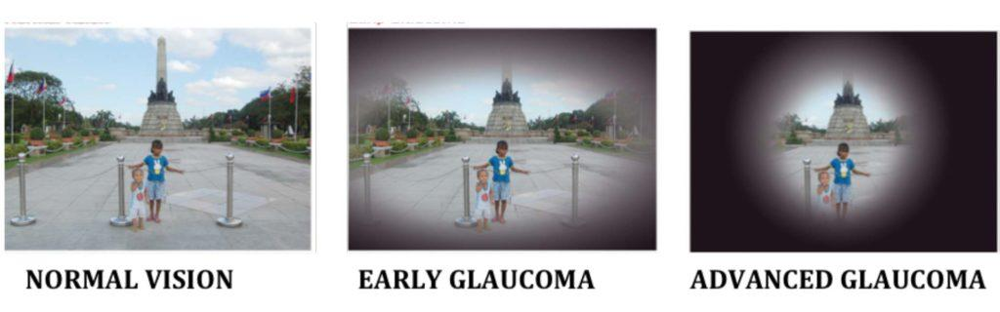 NORMAL VISION
EARLY GLAUCOMA
ADVANCED GLAUCOMA